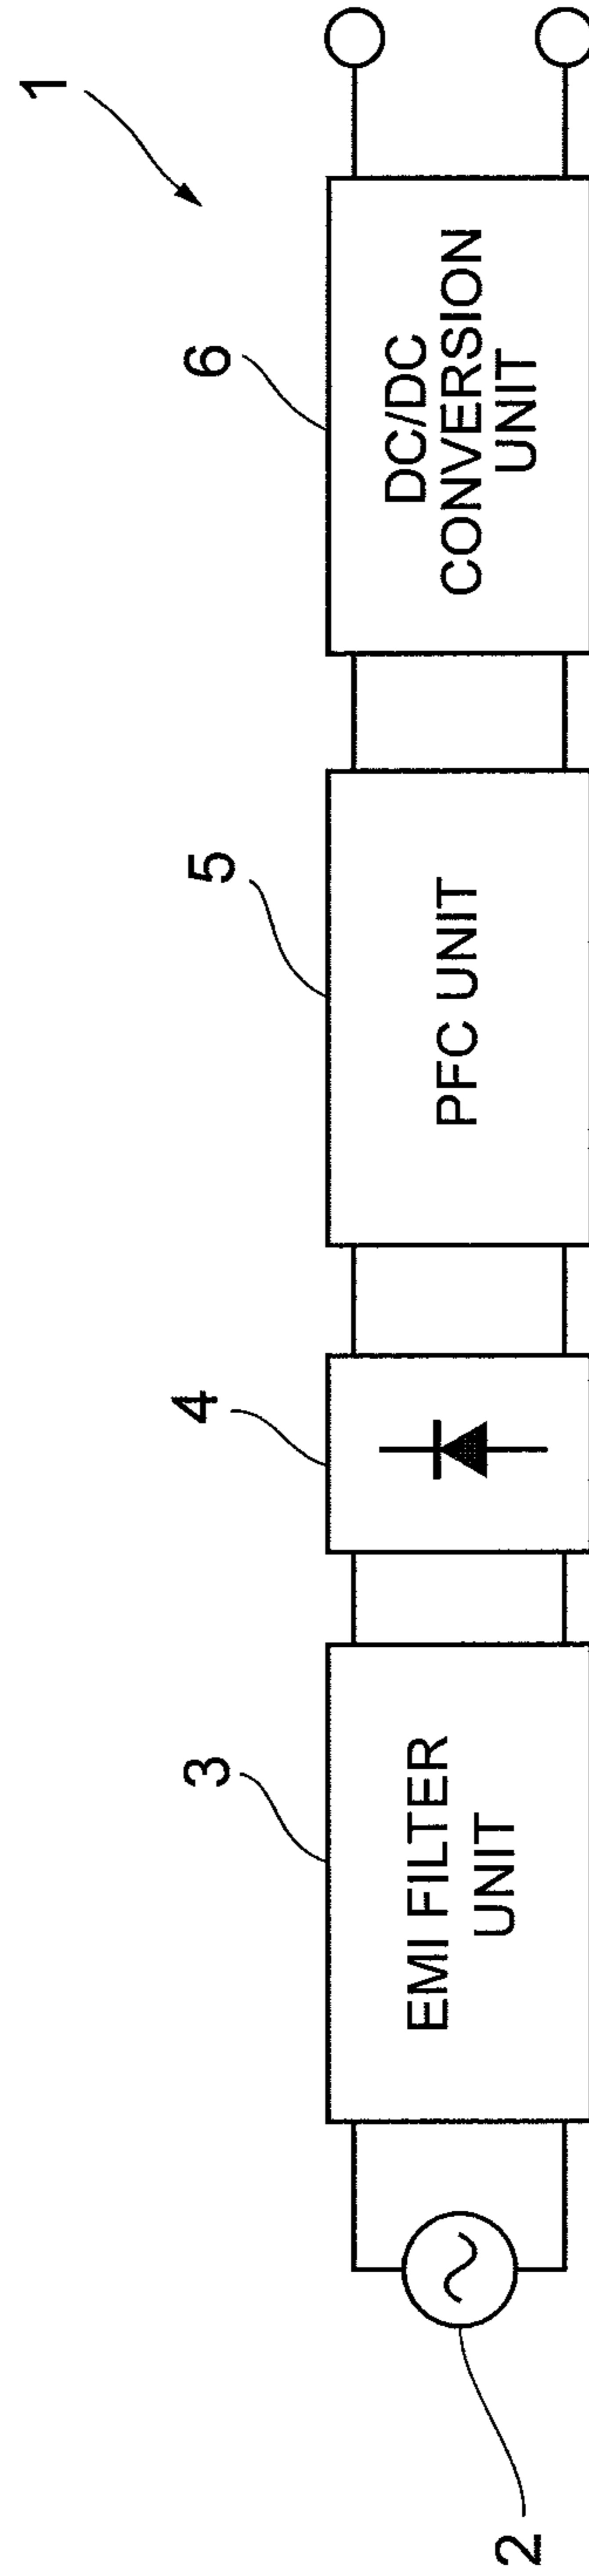 1
6
DC/DC
CONVERSION
UNIT
5
PFC UNIT
4
3
EMI FILTER
UNIT
2